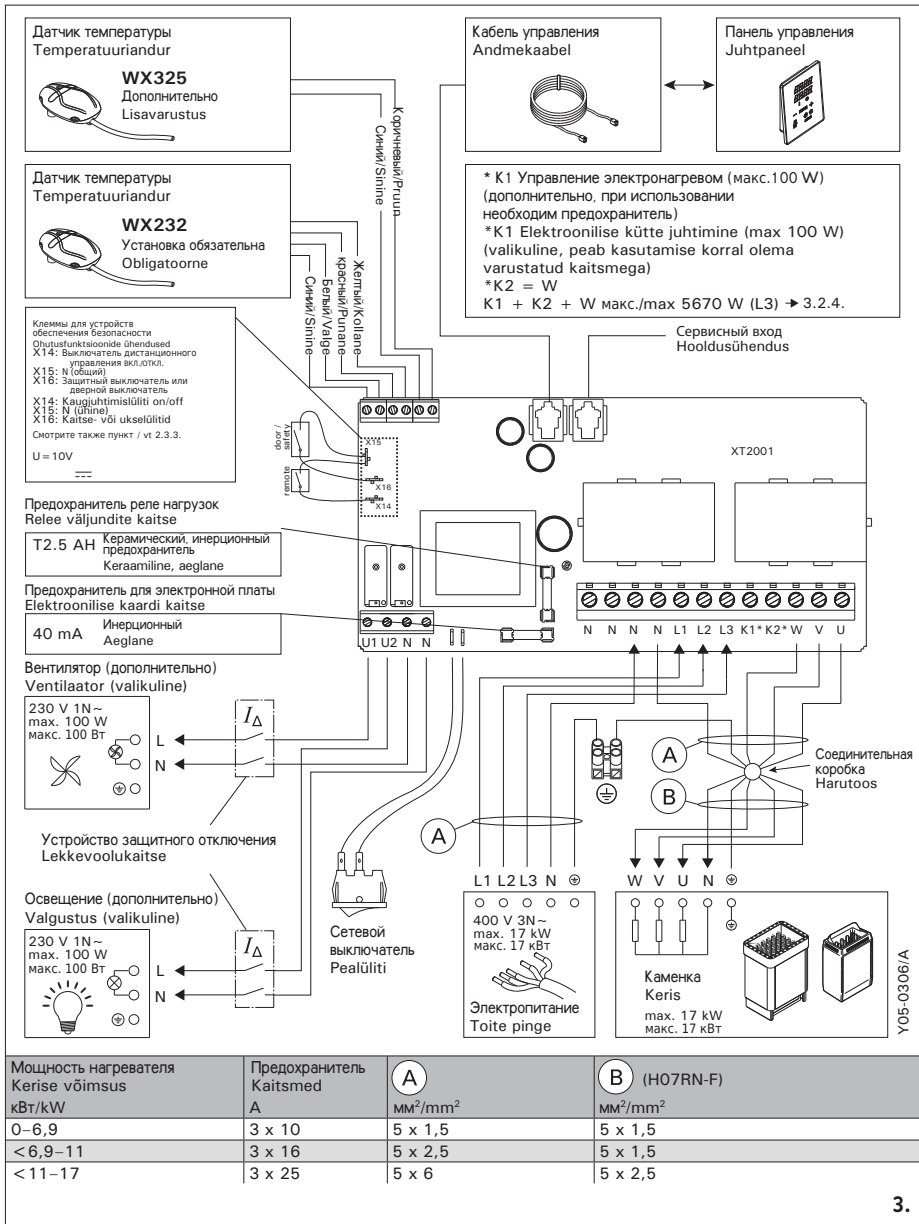 Датчик температуры
Temperatuuriandur
WX325
Дополнительно
Lisavarustus
Коричневый/Pruun
Синий/Sinine
Кабель управления
Andmekaabel
Панель управления
Juhtpaneel
Датчик температуры
Temperatuuriandur
WX232
Установка обязательна
Obligatoorne
Желтый/Kollane
красный/Punane
Белый/Valge
Синий/Sinine
* K1 Управление электронагревом (макс.100 W)
(дополнительно, при использовании
необходим предохранитель)
*K1 Elektroonilise kütte juhtimine (max 100 W)
(valikuline, peab kasutamise korral olema
varustatud kaitsmega)
*K2 = W
K1 + K2 + W макс./max 5670 W (L3) ➔ 3.2.4.
Сервисный вход
Hooldusühendus
Клеммы для устройств
обеспечения безопасности
Ohutusfunktsioonide ühendused
X14: Выключатель дистанционного
управления вкл./откл.
X15: N (общий)
X16: Защитный выключатель или
дверной выключатель
X14: Kaugjuhtimislüliti on/off
X15: N (ühine)
X16: Kaitse- või ukselülitid
Смотрите также пункт / vt 2.3.3.
U = 10V
door /
safety
remote
X15
X16
X14
XT2001
Предохранитель реле нагрузок
Relee väljundite kaitse
T2.5 AH Керамический, инерционный
предохранитель
Keraamiline, aeglane
Предохранитель для электронной платы
Elektroonilise kaardi kaitse
40 mA Инерционный
Aeglane
U1 U2 N N
N N N N L1 L2 L3 K1* K2* W V U
Вентилятор (дополнительно)
Ventilaator (valikuline)
230 V 1N~
max. 100 W
макс. 100 Вт
L
N
I∆
A
B
Соединительная
коробка
Harutoos
Устройство защитного отключения
Lekkevoolukaitse
A
Освещение (дополнительно)
Valgustus (valikuline)
230 V 1N~
max. 100 W
макс. 100 Вт
L
N
I∆
Сетевой
выключатель
Pealüliti
L1 L2 L3 N
400 V 3N~
max. 17 kW
макс. 17 кВт
Электропитание
Toite pinge
W V U N
Каменка
Keris
max. 17 kW
макс. 17 кВт
Y05-0306/A
Мощность нагревателя Предохранитель A B (H07RN-F)
Kerise võimsus Kaitsmed
кВт/kW A мм²/mm² мм²/mm²
0–6,9 3 x 10 5 x 1,5 5 x 1,5
<6,9–11 3 x 16 5 x 2,5 5 x 1,5
<11–17 3 x 25 5 x 6 5 x 2,5
3.